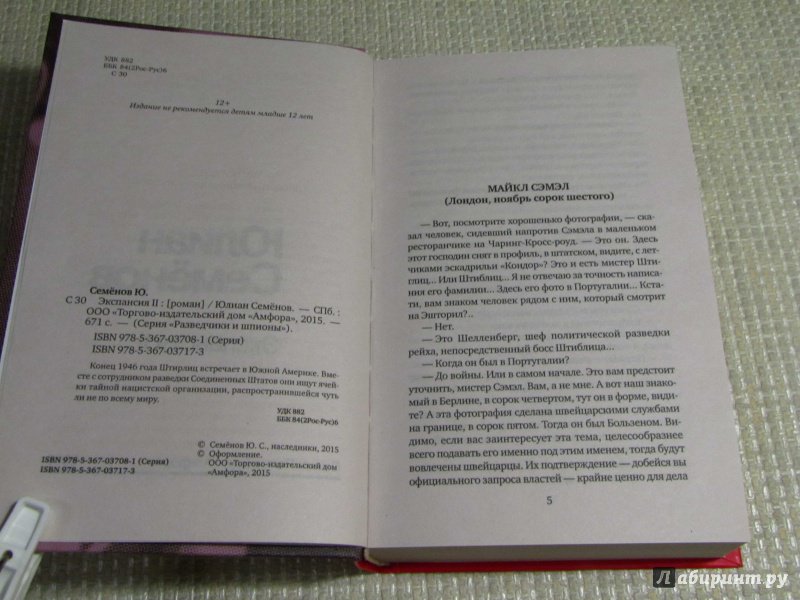 УДК 882
ББК 84(2Рос-Рус)6
С 30
12+
Издание не рекомендуется детям младше 12 лет
Семёнов Ю.
С 30 Экспансия II : [роман] / Юлиан Семёнов. — СПб. :
ООО «Торгово-издательский дом «Амфора», 2015. —
671 с. — (Серия «Разведчики и шпионы»).
ISBN 978-5-367-03708-1 (Серия)
ISBN 978-5-367-03717-3
Конец 1946 года Штирлиц встречает в Южной Америке. Вме-
сте с сотрудником разведки Соединенных Штатов они ищут ячей-
ки тайной нацистской организации, распространившейся чуть
ли не по всему миру.
УДК 882
ББК 84(2Рос-Рус)6
© Семёнов Ю. С., наследники, 2015
© Оформление.
ООО «Торгово-издательский дом
«Амфора», 2015
ISBN 978-5-367-03708-1 (Серия)
ISBN 978-5-367-03717-3
МАЙКЛ СЭМЭЛ
(Лондон, ноябрь сорок шестого)
— Вот, посмотрите хорошенько фотографии, — ска-
зал человек, сидевший напротив Сэмэла в маленьком
ресторанчике на Чаринг-Кросс-роуд. — Это он. Здесь
этот господин снят в профиль, в штатском, видите, с лет-
чиками эскадрильи «Кондор»? Это и есть мистер Шти-
глиц... Или Штиблиц... Я не отвечаю за точность написа-
ния его фамилии... Здесь его фото в Португалии... Кста-
ти, вам знаком человек рядом с ним, который смотрит
на Эшторил?..
— Нет.
— Это Шелленберг, шеф политической разведки
рейха, непосредственный босс Штиблица...
— Когда он был в Португалии?
— До войны. Или в самом начале. Это вам предстоит
уточнить, мистер Сэмэл. Вам, а не мне. А вот наш знако-
мый в Берлине, в сорок четвертом, тут он в форме, види-
те? А эта фотография сделана швейцарскими службами
на границе, в сорок пятом. Тогда он был Бользеном. Ви-
димо, если вас заинтересует эта тема, целесообразнее
всего подавать его именно под этим именем, тогда будут
вовлечены швейцарцы. Их подтверждение — добейся вы
официального запроса властей — крайне ценно для дела
5
Лабиринт.ру